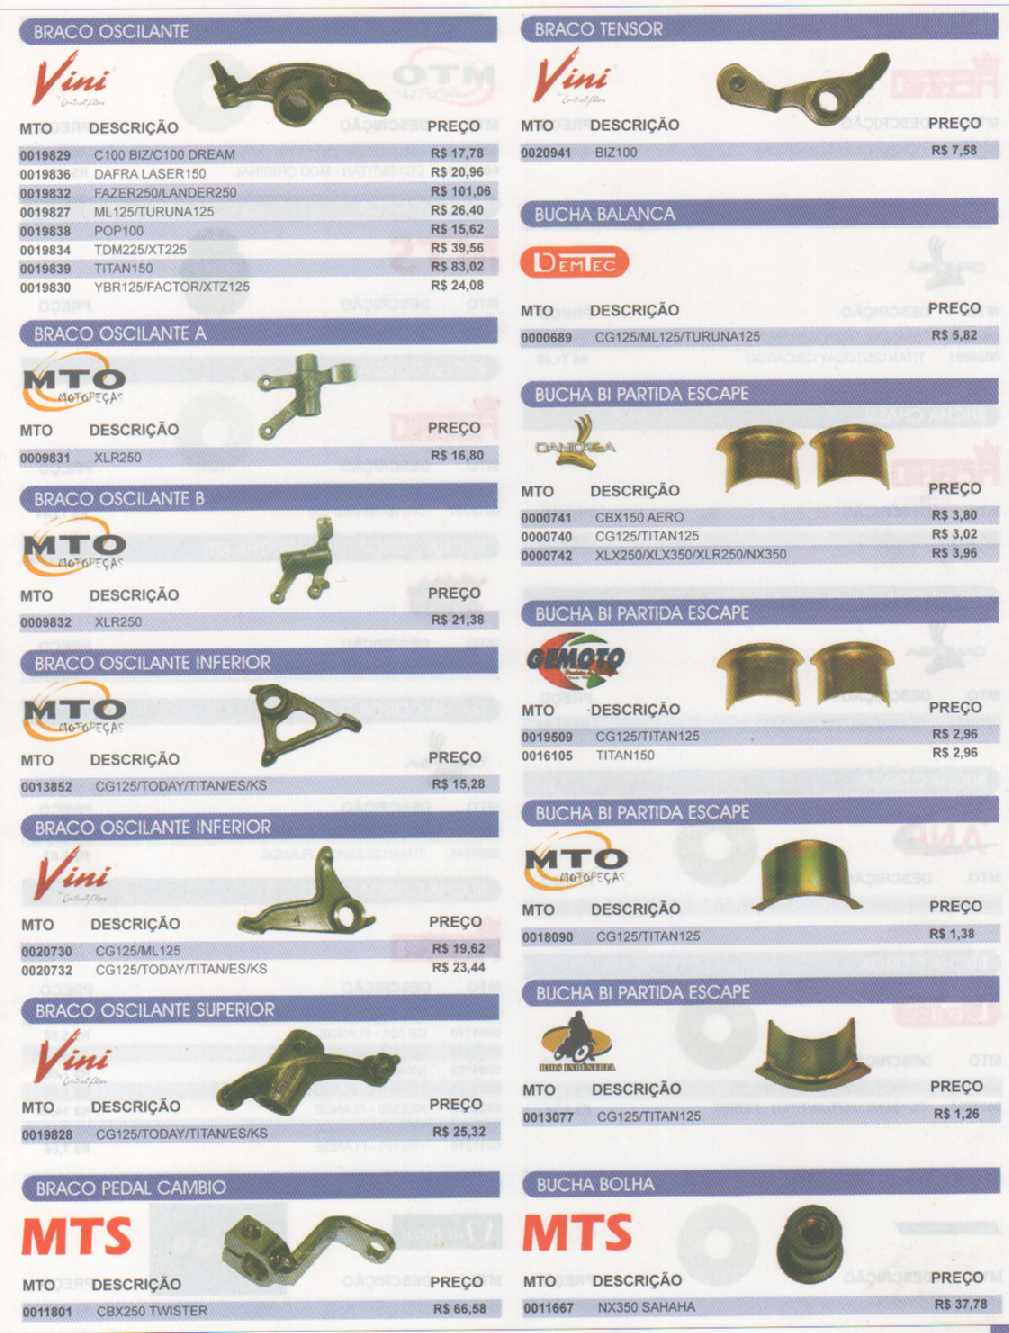 BRACO OSCILANTE
Vini
Control flex
MTO DESCRIÇÃO PREÇO
0019829 C100 BIZ/C100 DREAM R$ 17,78
0019836 DAFRA LASER150 R$ 20,96
0019832 FAZER250/LANDER250 R$ 101,06
0019827 ML125/TURUNA125 R$ 26,40
0019838 POP100 R$ 15,62
0019834 TDM225/XT225 R$ 39,56
0019839 TITAN150 R$ 83,02
0019830 YBR125/FACTOR/XTZ125 R$ 24,08
BRACO OSCILANTE A
MTO
MOTOPEÇAS
MTO DESCRIÇÃO PREÇO
0009831 XLR250 R$ 16,80
BRACO OSCILANTE B
MTO
MOTOPEÇAS
MTO DESCRIÇÃO PREÇO
0009832 XLR250 R$ 21,38
BRACO OSCILANTE INFERIOR
MTO
MOTOPEÇAS
MTO DESCRIÇÃO PREÇO
0013852 CG125/TODAY/TITAN/ES/KS R$ 15,28
BRACO OSCILANTE INFERIOR
Vini
MTO DESCRIÇÃO PREÇO
0020730 CG125/ML125 R$ 19,62
0020732 CG125/TODAY/TITAN/ES/KS R$ 23,44
BRACO OSCILANTE SUPERIOR
Vini
MTO DESCRIÇÃO PREÇO
0019828 CG125/TODAY/TITAN/ES/KS R$ 25,32
BRACO PEDAL CAMBIO
MTS
MTO DESCRIÇÃO PREÇO
0011801 CBX250 TWISTER R$ 66,58
BRACO TENSOR
Vini
MTO DESCRIÇÃO PREÇO
0020941 BIZ100 R$ 7,58
BUCHA BALANCA
DEMTEC
MTO DESCRIÇÃO PREÇO
0000689 CG125/ML125/TURUNA125 R$ 5,82
BUCHA BI PARTIDA ESCAPE
DANDREA
MTO DESCRIÇÃO PREÇO
0000741 CBX150 AERO R$ 3,80
0000740 CG125/TITAN125 R$ 3,02
0000742 XLX250/XLX350/XLR250/NX350 R$ 3,96
BUCHA BI PARTIDA ESCAPE
GEMOTO
MTO DESCRIÇÃO PREÇO
0019509 CG125/TITAN125 R$ 2,96
0016105 TITAN150 R$ 2,96
BUCHA BI PARTIDA ESCAPE
MTO
MOTOPEÇAS
MTO DESCRIÇÃO PREÇO
0018090 CG125/TITAN125 R$ 1,38
BUCHA BI PARTIDA ESCAPE
RIOS INDUSTRIA
MTO DESCRIÇÃO PREÇO
0013077 CG125/TITAN125 R$ 1,26
BUCHA BOLHA
MTS
MTO DESCRIÇÃO PREÇO
0011667 NX350 SAHAHA R$ 37,78